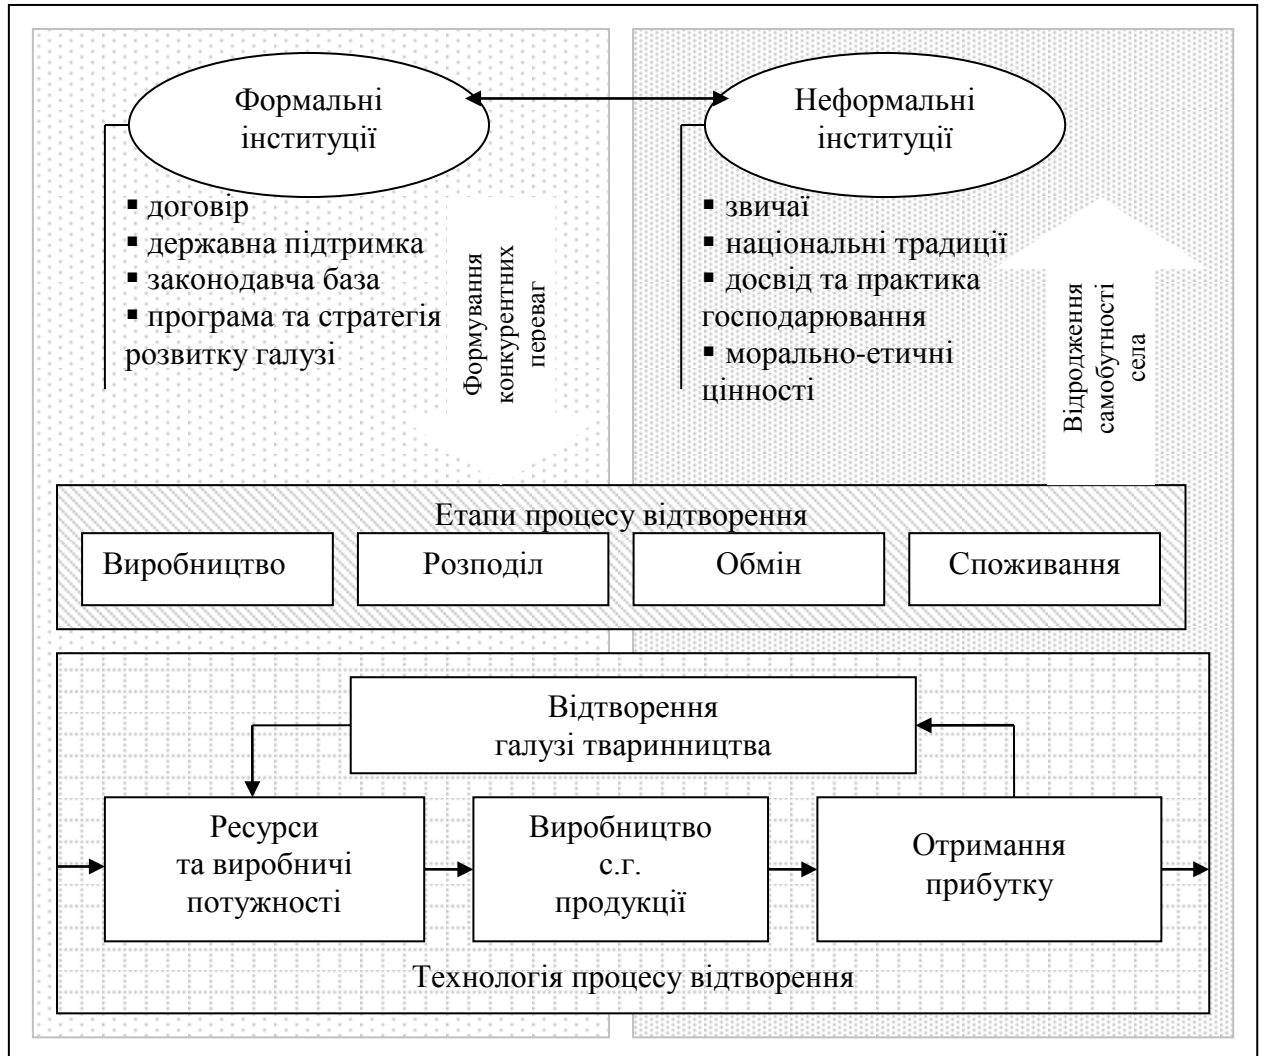 Формальні
інституції
▪ договір
▪ державна підтримка
▪ законодавча база
▪ програма та стратегія
розвитку галузі
Формування
конкурентних
переваг
Неформальні
інституції
▪ звичаї
▪ національні традиції
▪ досвід та практика
господарювання
▪ морально-етичні
цінності
Відродження
самобутності
села
Етапи процесу відтворення
Виробництво
Розподіл
Обмін
Споживання
Відтворення
галузі тваринництва
Ресурси
та виробничі
потужності
Виробництво
с.г.
продукції
Отримання
прибутку
Технологія процесу відтворення